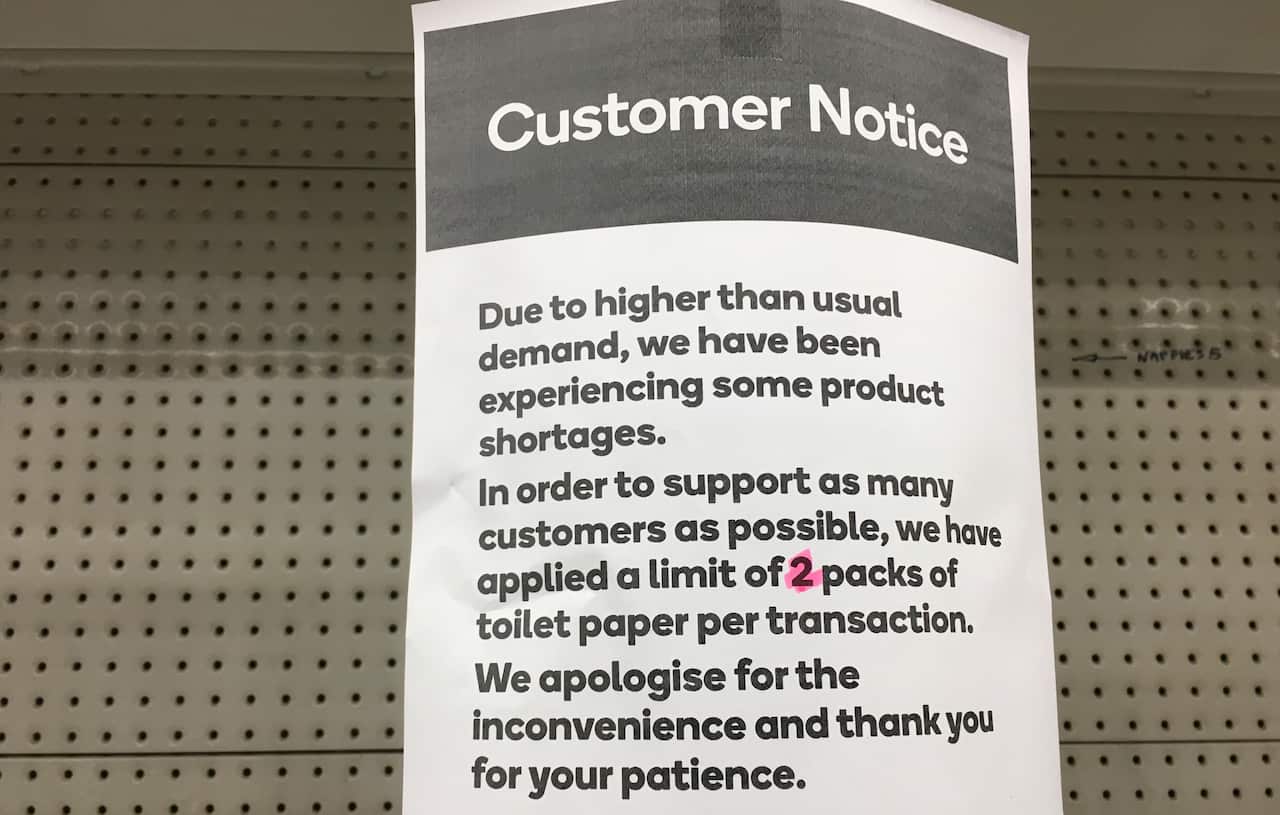 Customer Notice
Due to higher than usual
demand, we have been
experiencing some product
shortages.
In order to support as many
customers as possible, we have
applied a limit of 2 packs of
toilet paper per transaction.
We apologise for the
inconvenience and thank you
for your patience.
NAPPIES